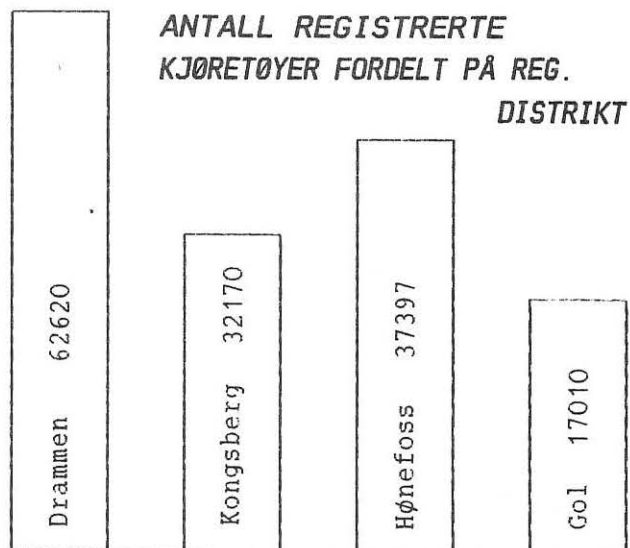 ANTALL REGISTRERTE
KJØRETØYER FORDELT PÅ REG.
DISTRIKT
Drammen 62620
Kongsberg 32170
Hønefoss 37397
Gol 17010